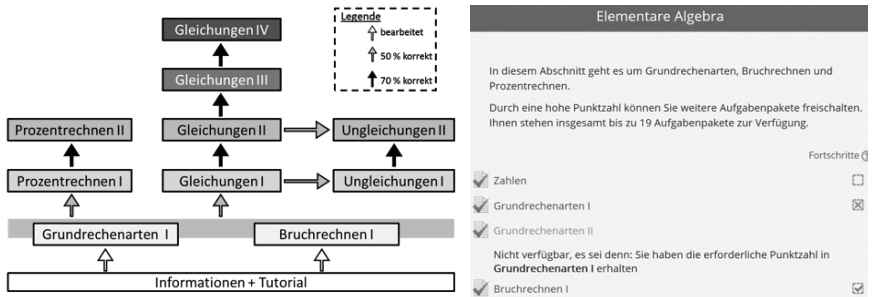 Legende
bearbeitet
50 % korrekt
70 % korrekt
Gleichungen IV
Gleichungen III
Prozentrechnen II
Gleichungen II
Ungleichungen II
Prozentrechnen I
Gleichungen I
Ungleichungen I
Grundrechenarten I
Bruchrechnen I
Informationen + Tutorial
Elementare Algebra
In diesem Abschnitt geht es um Grundrechenarten, Bruchrechnen und
Prozentrechnen.
Durch eine hohe Punktzahl können Sie weitere Aufgabenpakete freischalten.
Ihnen stehen insgesamt bis zu 19 Aufgabenpakete zur Verfügung.
Fortschritte
Zahlen
Grundrechenarten I
Grundrechenarten II
Nicht verfügbar, es sei denn: Sie haben die erforderliche Punktzahl in
Grundrechenarten I erhalten
Bruchrechnen I